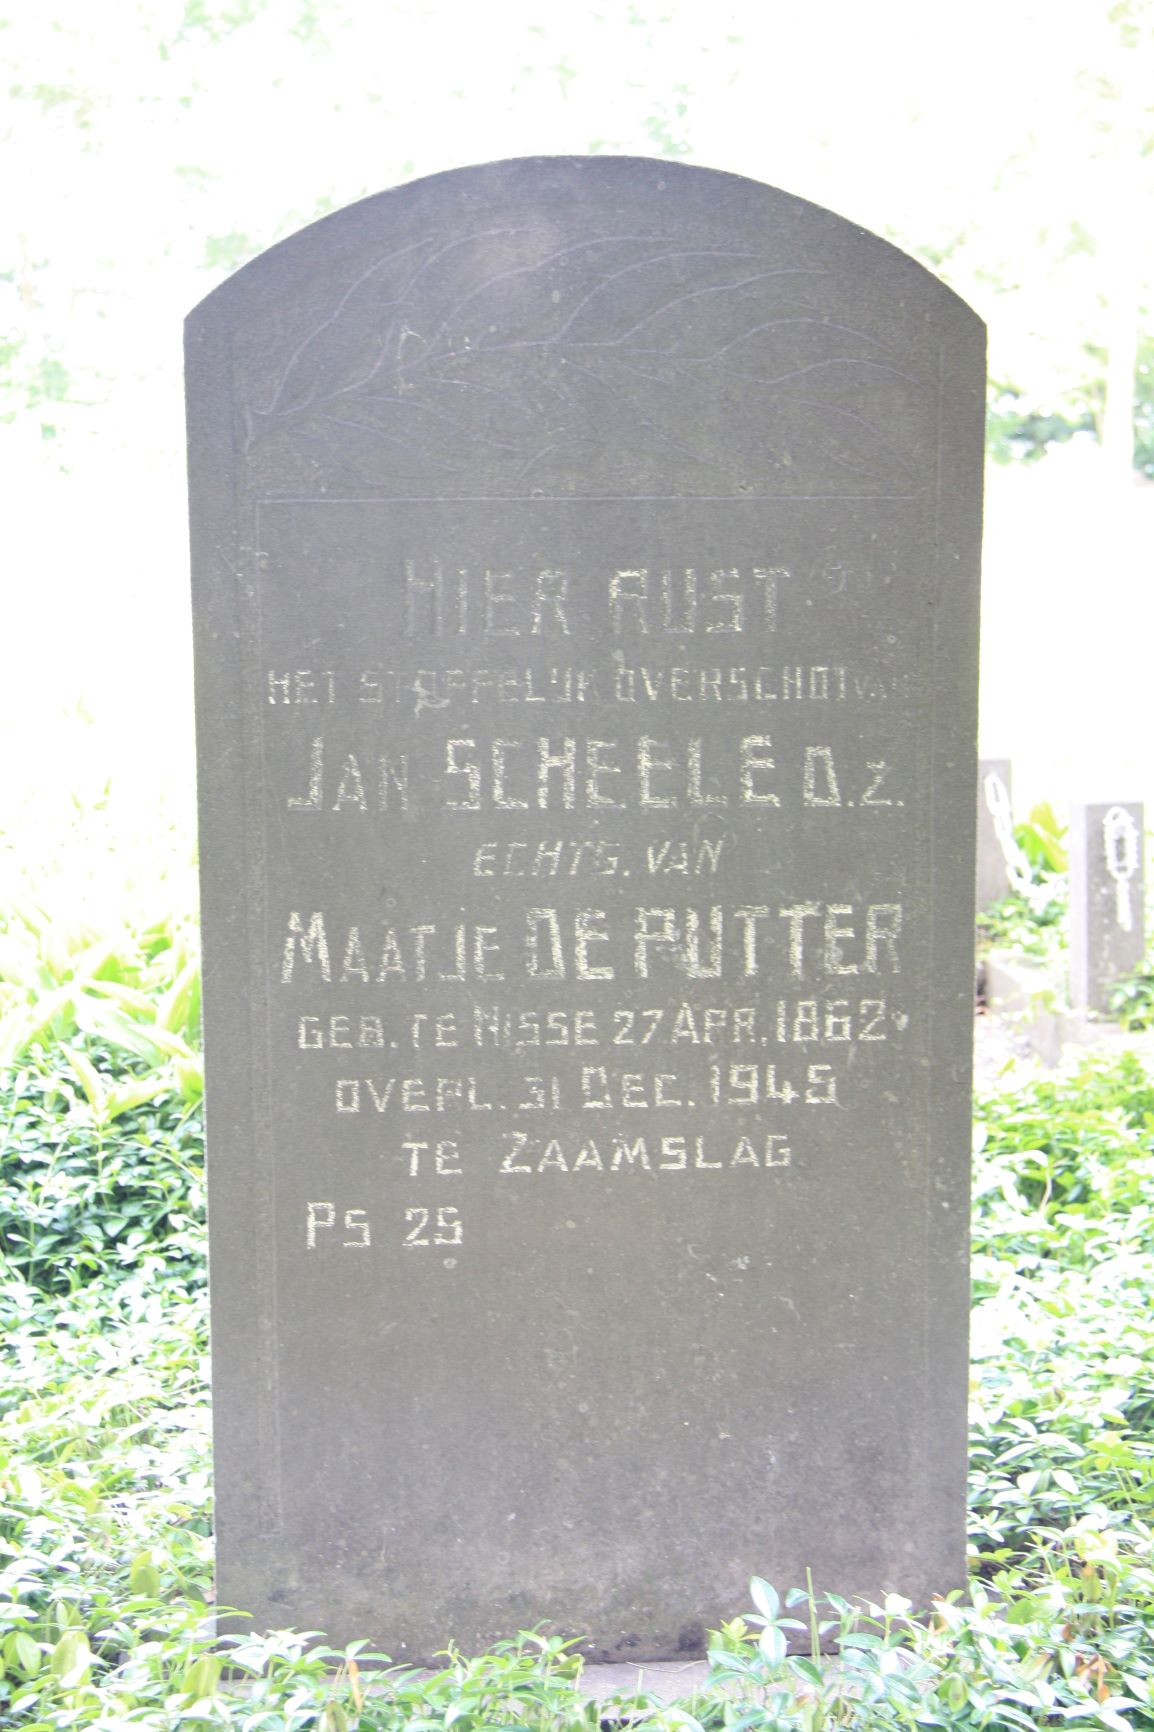 HIER RUST
HET STOFFELIJK OVERSCHOT VAN
JAN SCHEELE D.Z.
ECHTG. VAN
MAATJE DE PUTTER
GEB. TE NISSE 27 APR. 1862
OVERL. 31 DEC. 1945
TE ZAAMSLAG
PS 25